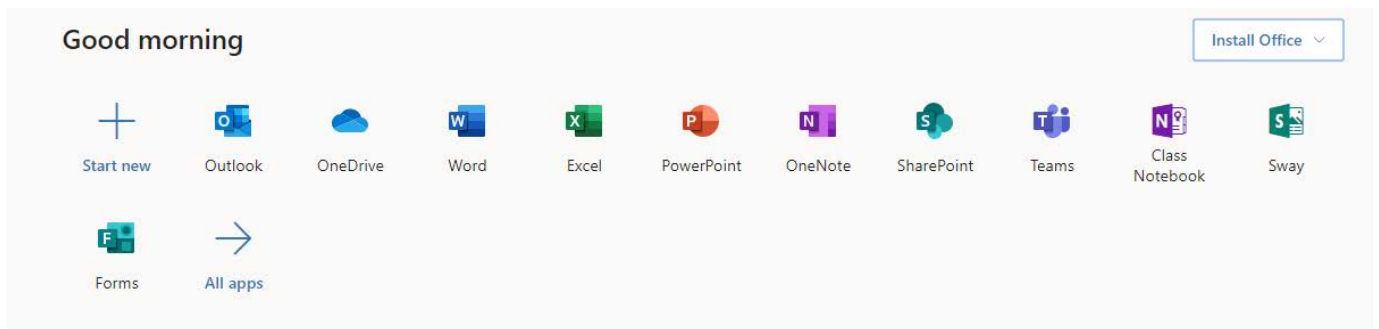 Good morning
Install Office
Start new
Outlook
OneDrive
Word
Excel
PowerPoint
OneNote
SharePoint
Teams
Class
Notebook
Sway
Forms
All apps